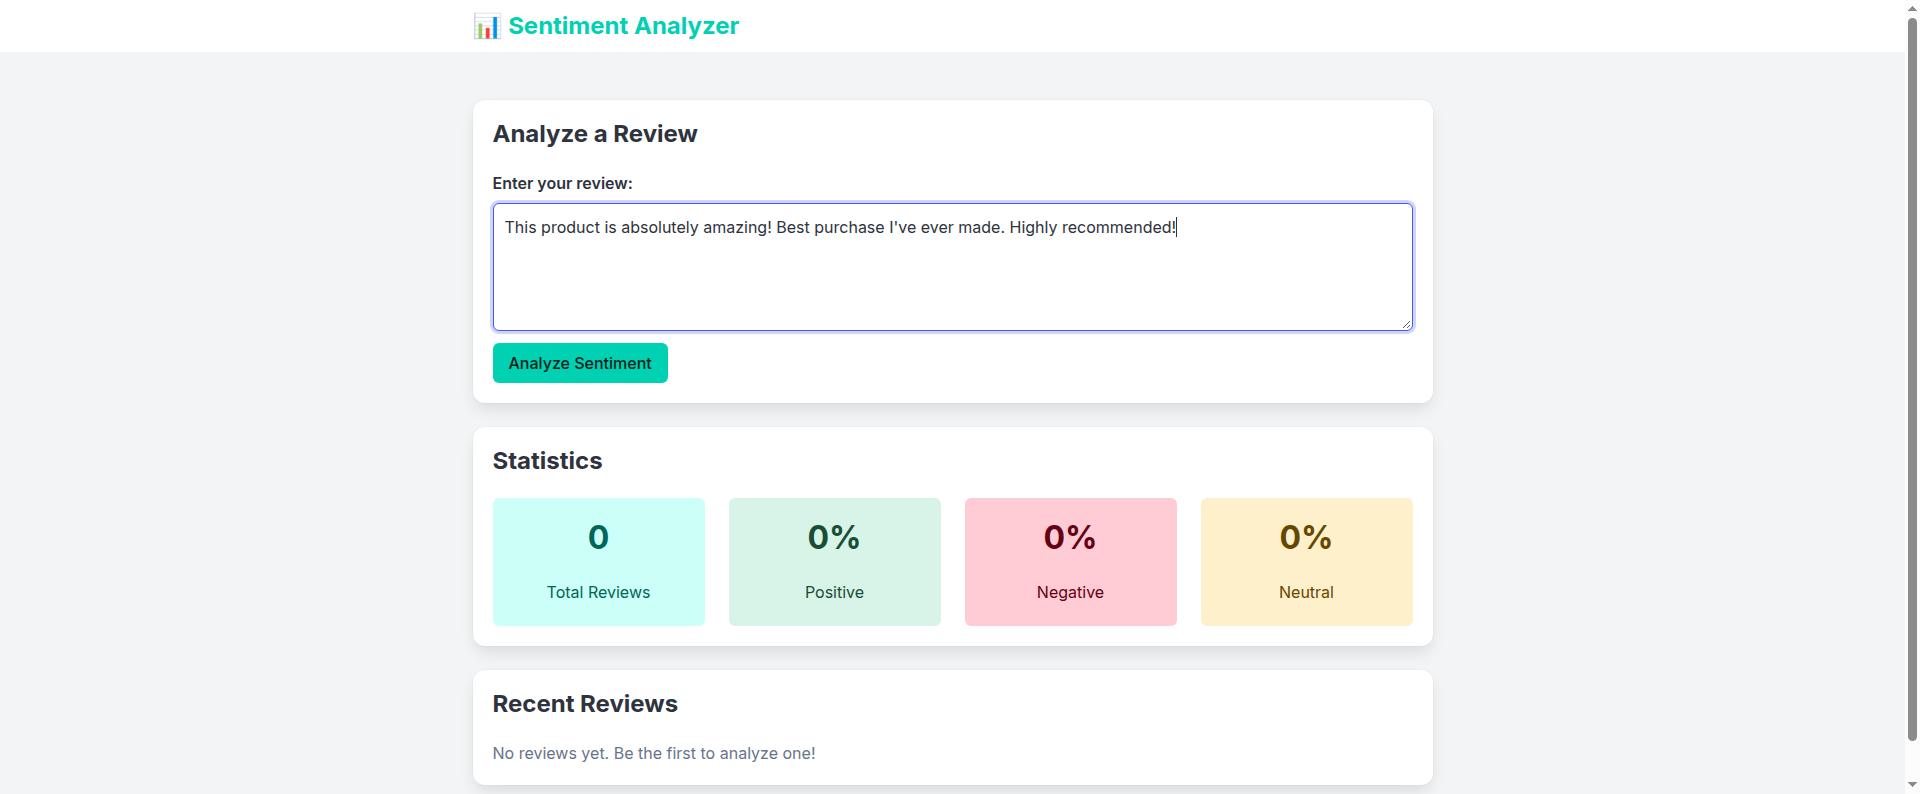 📊 Sentiment Analyzer
Analyze a Review
Enter your review:
This product is absolutely amazing! Best purchase I've ever made. Highly recommended!
Analyze Sentiment
Statistics
0
Total Reviews
0%
Positive
0%
Negative
0%
Neutral
Recent Reviews
No reviews yet. Be the first to analyze one!